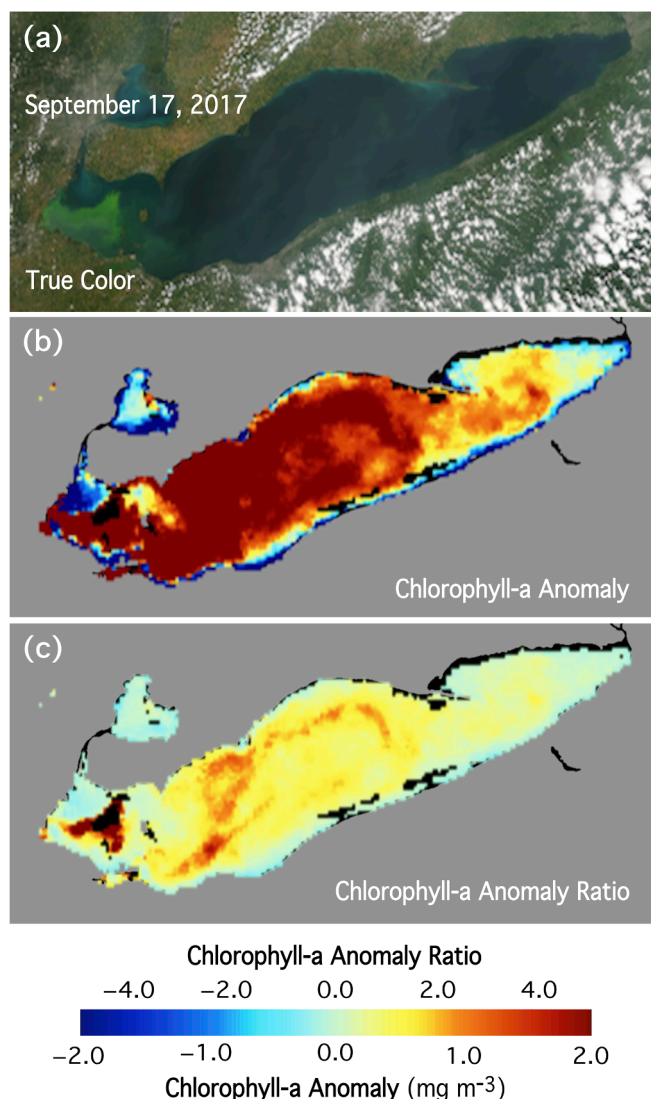 (a)
September 17, 2017
True Color
(b)
Chlorophyll-a Anomaly
(c)
Chlorophyll-a Anomaly Ratio
Chlorophyll-a Anomaly Ratio
−4.0 −2.0 0.0 2.0 4.0
−2.0 −1.0 0.0 1.0 2.0
Chlorophyll-a Anomaly (mg m-3)